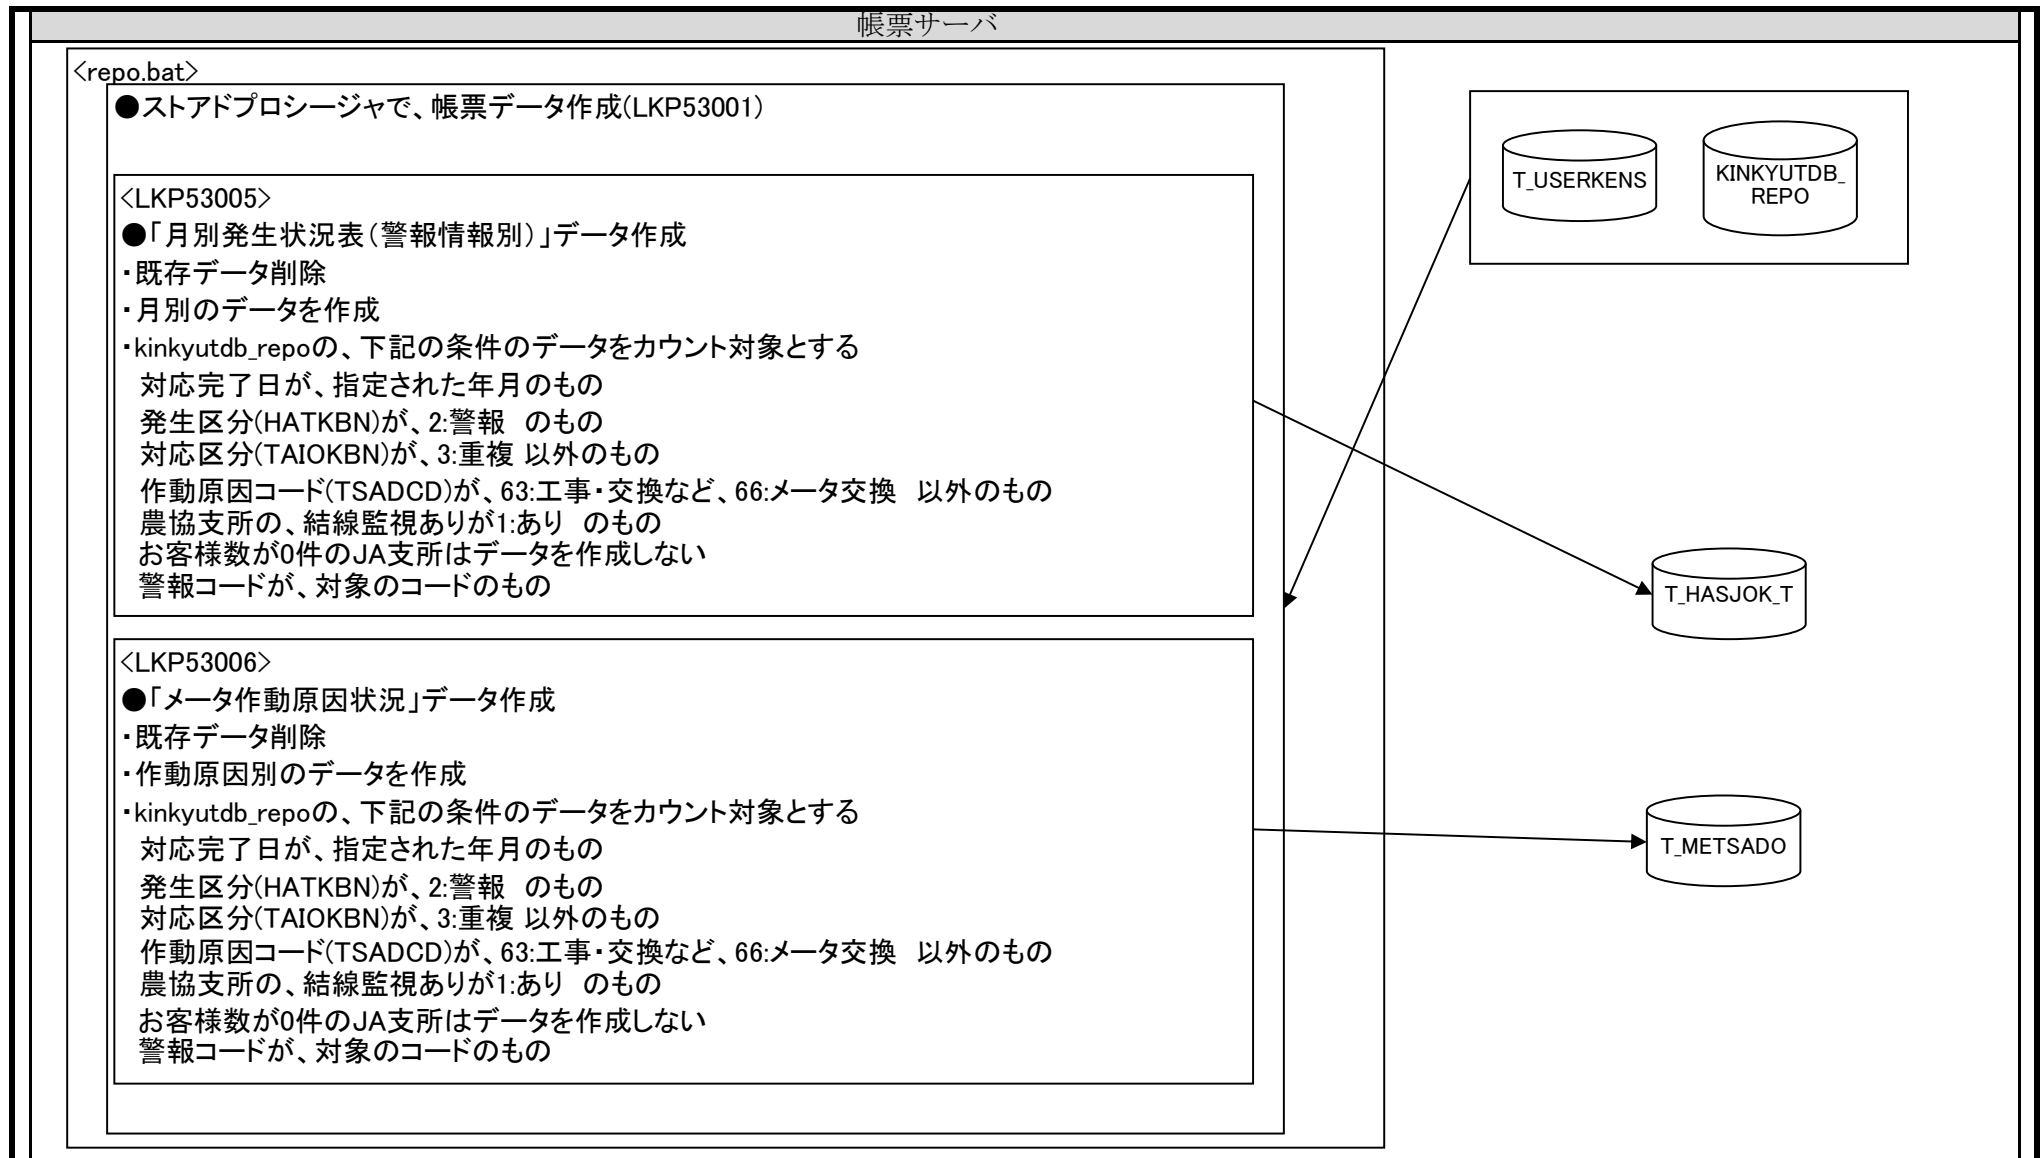 帳票サーバ
<repo.bat>
●ストアドプロシージャで、帳票データ作成(LKP53001)
<LKP53005>
●「月別発生状況表（警報情報別）」データ作成
・既存データ削除
・月別のデータを作成
・kinkyutdb_repoの、下記の条件のデータをカウント対象とする
対応完了日が、指定された年月のもの
発生区分(HATKBN)が、2:警報　のもの
対応区分(TAIOKBN)が、3:重複 以外のもの
作動原因コード(TSADCD)が、63:工事・交換など、66:メータ交換　以外のもの
農協支所の、結線監視ありが1:あり　のもの
お客様数が0件のJA支所はデータを作成しない
警報コードが、対象のコードのもの
<LKP53006>
●「メータ作動原因状況」データ作成
・既存データ削除
・作動原因別のデータを作成
・kinkyutdb_repoの、下記の条件のデータをカウント対象とする
対応完了日が、指定された年月のもの
発生区分(HATKBN)が、2:警報　のもの
対応区分(TAIOKBN)が、3:重複 以外のもの
作動原因コード(TSADCD)が、63:工事・交換など、66:メータ交換　以外のもの
農協支所の、結線監視ありが1:あり　のもの
お客様数が0件のJA支所はデータを作成しない
警報コードが、対象のコードのもの
T_USERKENS
KINKYUTDB_
REPO
T_HASJOK_T
T_METSADO